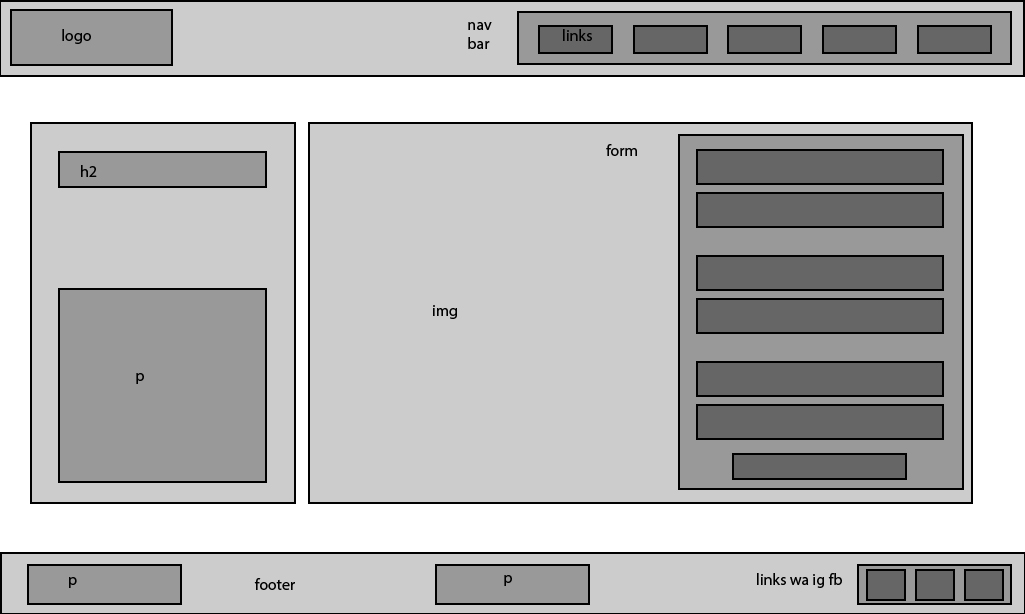 logo
nav
bar
links
h2
form
img
p
p
footer
p
links wa ig fb